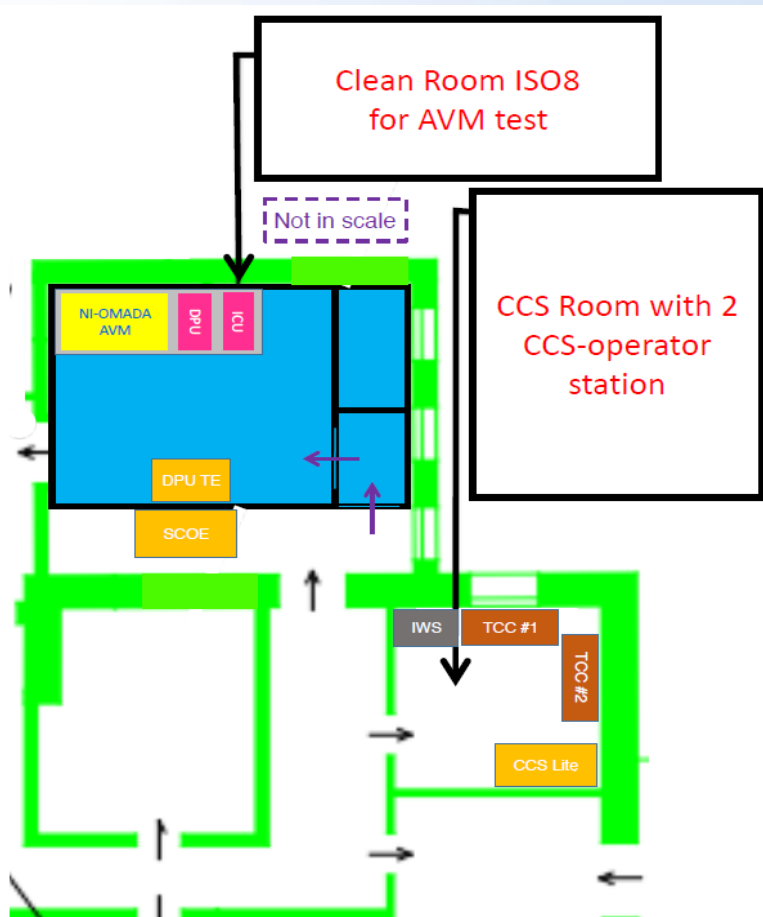 Clean Room ISO8
for AVM test
Not in scale
CCS Room with 2
CCS-operator
station
NI-OMADA
AVM
DPU
ICU
DPU TE
SCOE
IWS
TCC #1
TCC #2
CCS Lite